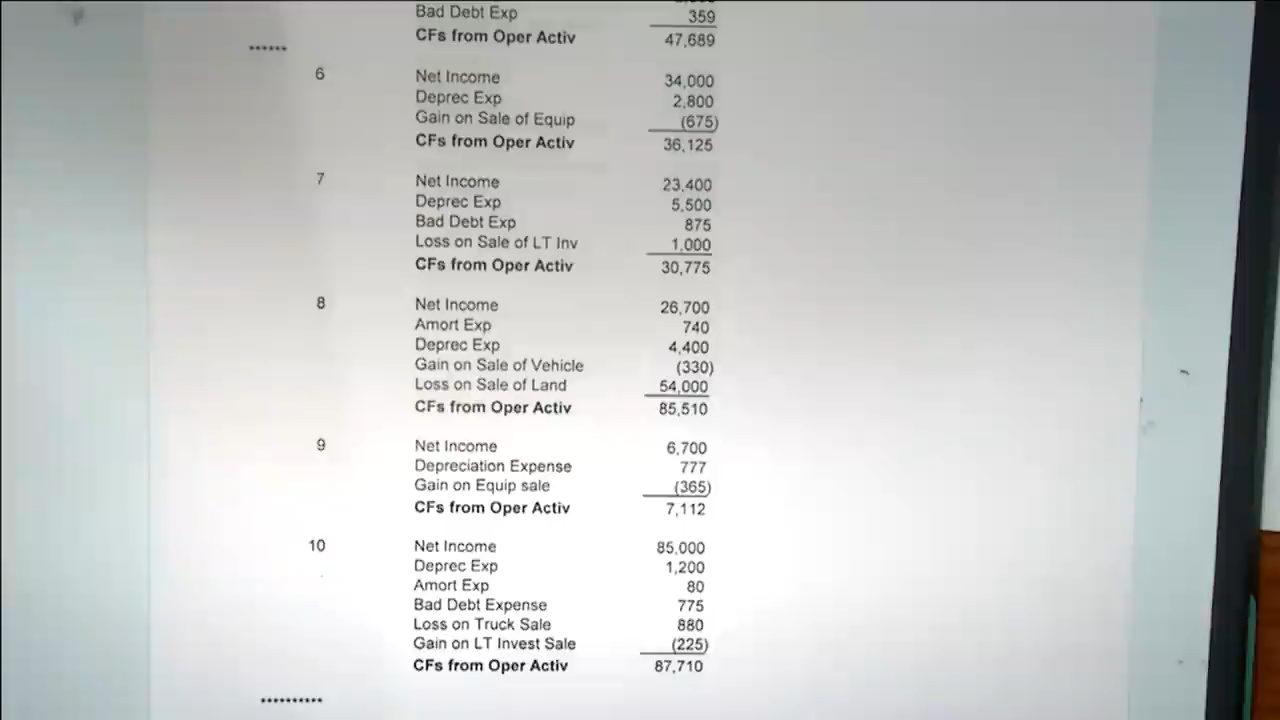 Bad Debt Exp 359
CFs from Oper Activ 47,689
******
6 Net Income 34,000
Deprec Exp 2,800
Gain on Sale of Equip (675)
CFs from Oper Activ 36,125
7 Net Income 23,400
Deprec Exp 5,500
Bad Debt Exp 875
Loss on Sale of LT Inv 1,000
CFs from Oper Activ 30,775
8 Net Income 26,700
Amort Exp 740
Deprec Exp 4,400
Gain on Sale of Vehicle (330)
Loss on Sale of Land 54,000
CFs from Oper Activ 85,510
9 Net Income 6,700
Depreciation Expense 777
Gain on Equip sale (365)
CFs from Oper Activ 7,112
10 Net Income 85,000
Deprec Exp 1,200
Amort Exp 80
Bad Debt Expense 775
Loss on Truck Sale 880
Gain on LT Invest Sale (225)
CFs from Oper Activ 87,710
**********